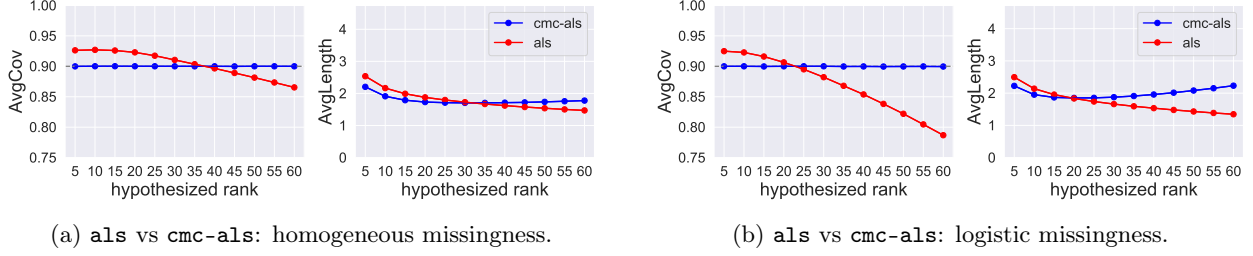 1.00
0.95
0.90
0.85
0.80
0.75
AvgCov
5 10 15 20 25 30 35 40 45 50 55 60
hypothesized rank
4
3
2
1
0
AvgLength
cmc-als
als
5 10 15 20 25 30 35 40 45 50 55 60
hypothesized rank
(a) als vs cmc-als: homogeneous missingness.
1.00
0.95
0.90
0.85
0.80
0.75
AvgCov
5 10 15 20 25 30 35 40 45 50 55 60
hypothesized rank
4
3
2
1
0
AvgLength
cmc-als
als
5 10 15 20 25 30 35 40 45 50 55 60
hypothesized rank
(b) als vs cmc-als: logistic missingness.